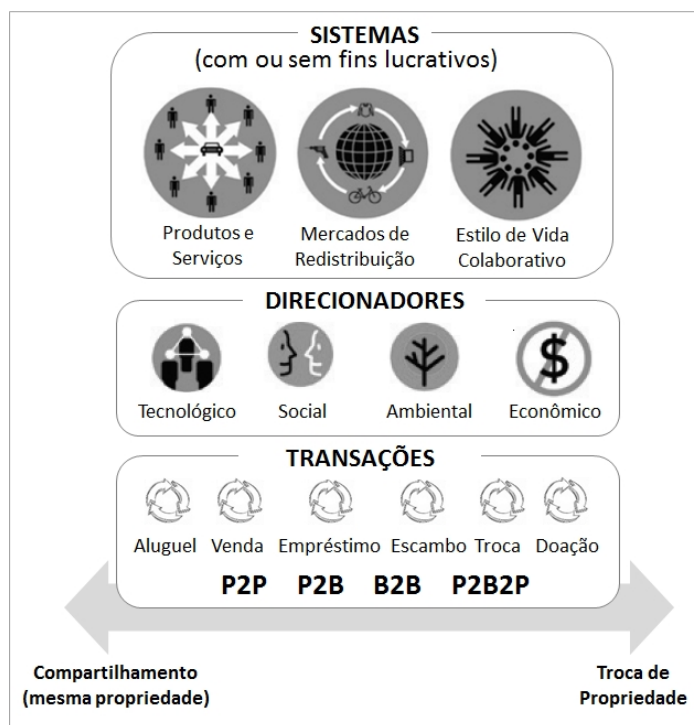 SISTEMAS
(com ou sem fins lucrativos)
Produtos e Serviços
Mercados de Redistribuição
Estilo de Vida Colaborativo
DIRECIONADORES
$
Tecnológico Social Ambiental Econômico
TRANSAÇÕES
Aluguel Venda Empréstimo Escambo Troca Doação
P2P P2B B2B P2B2P
Compartilhamento
(mesma propriedade)
Troca de
Propriedade